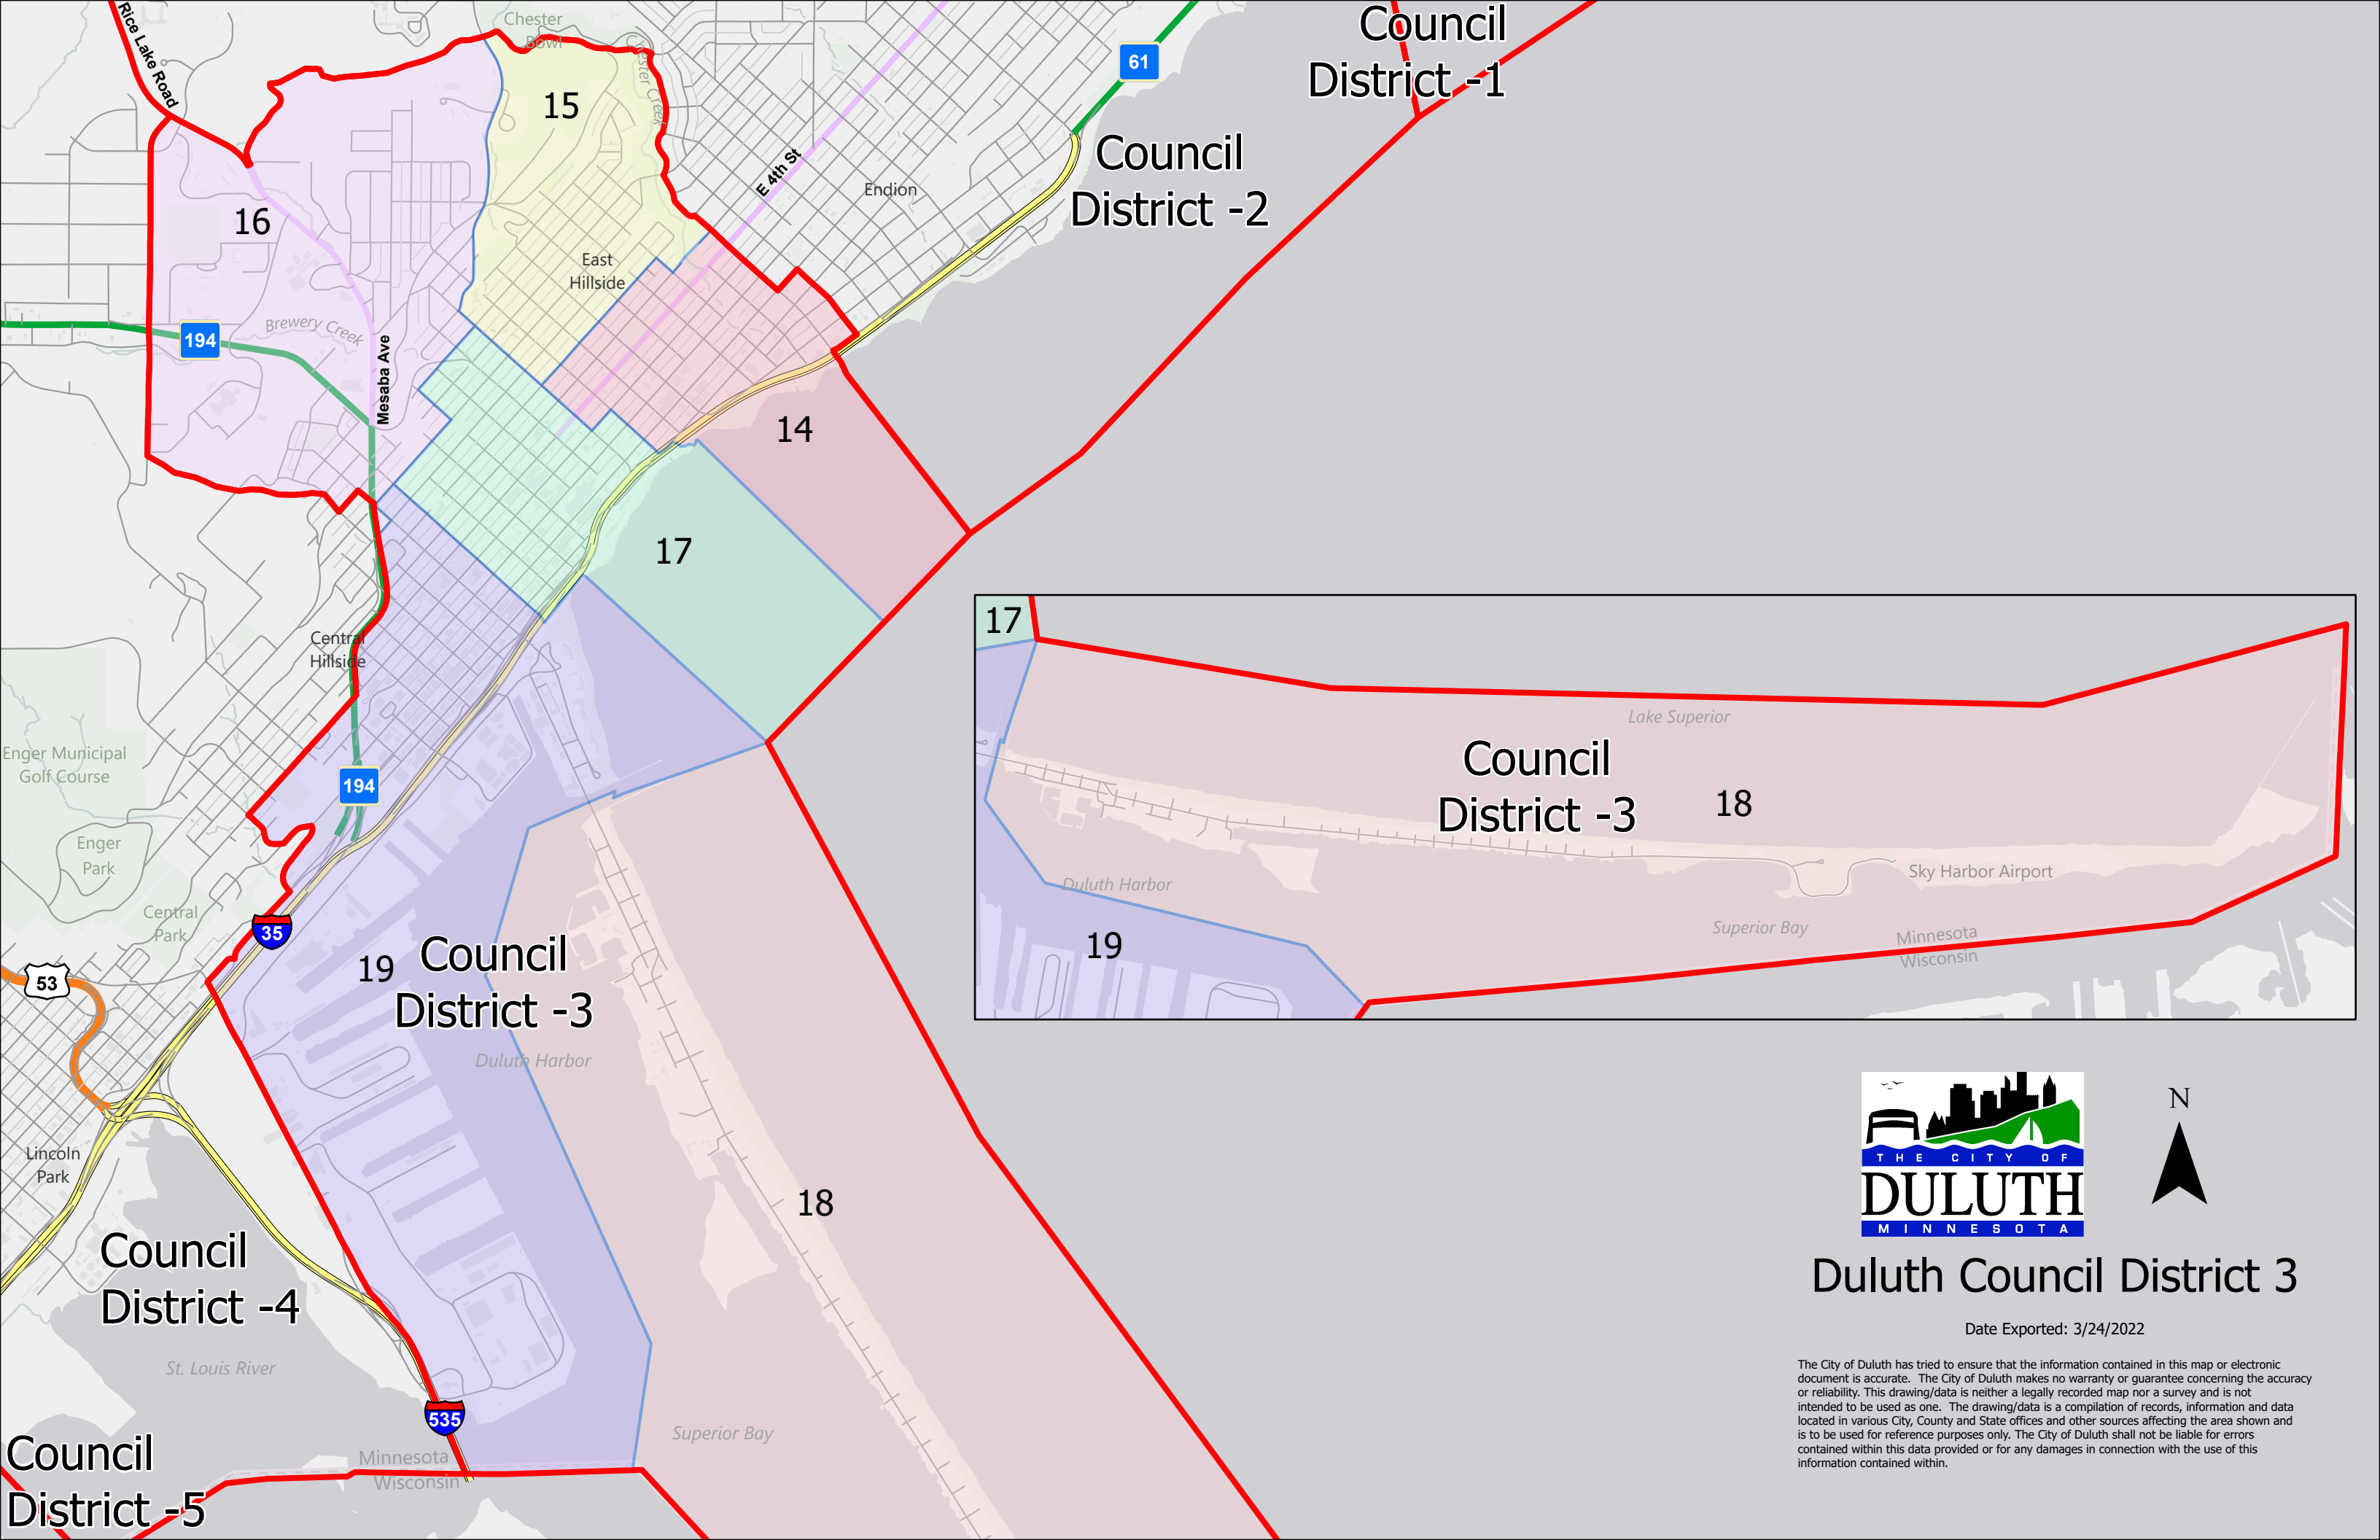 Rice Lake Road
Chester
Bowl
Chester Creek
15
61
Council
District -1
Council
District -2
E 4th St
Endion
16
East
Hillside
Brewery Creek
194
Mesaba Ave
14
17
Central
Hillside
Enger Municipal
Golf Course
194
Enger
Park
Central
Park
35
53
19
Council
District -3
Duluth Harbor
Lincoln
Park
18
Council
District -4
St. Louis River
535
Superior Bay
Minnesota
Wisconsin
Council
District -5
17
Lake Superior
Council
District -3
18
Duluth Harbor
Sky Harbor Airport
Superior Bay
Minnesota
Wisconsin
19
THE CITY OF
DULUTH
MINNESOTA
N
Duluth Council District 3
Date Exported: 3/24/2022
The City of Duluth has tried to ensure that the information contained in this map or electronic
document is accurate. The City of Duluth makes no warranty or guarantee concerning the accuracy
or reliability. This drawing/data is neither a legally recorded map nor a survey and is not
intended to be used as one. The drawing/data is a compilation of records, information and data
located in various City, County and State offices and other sources affecting the area shown and
is to be used for reference purposes only. The City of Duluth shall not be liable for errors
contained within this data provided or for any damages in connection with the use of this
information contained within.